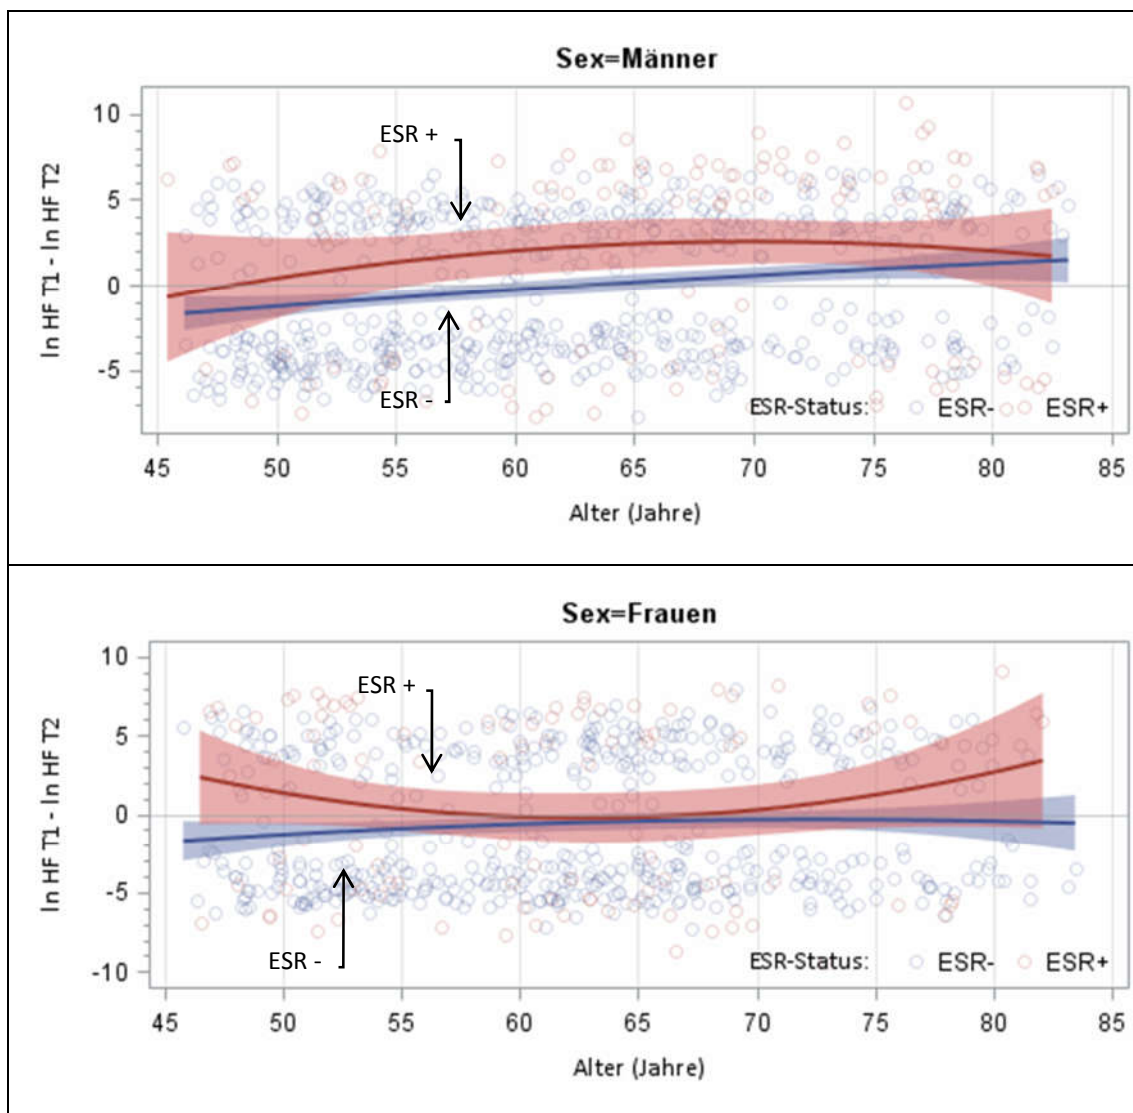 Sex=Männer
ln HF T1 - ln HF T2
10
5
0
-5
ESR +
ESR -
ESR-Status: ESR- ESR+
45 50 55 60 65 70 75 80 85
Alter (Jahre)
Sex=Frauen
ln HF T1 - ln HF T2
10
5
0
-5
-10
ESR +
ESR -
ESR-Status: ESR- ESR+
45 50 55 60 65 70 75 80 85
Alter (Jahre)